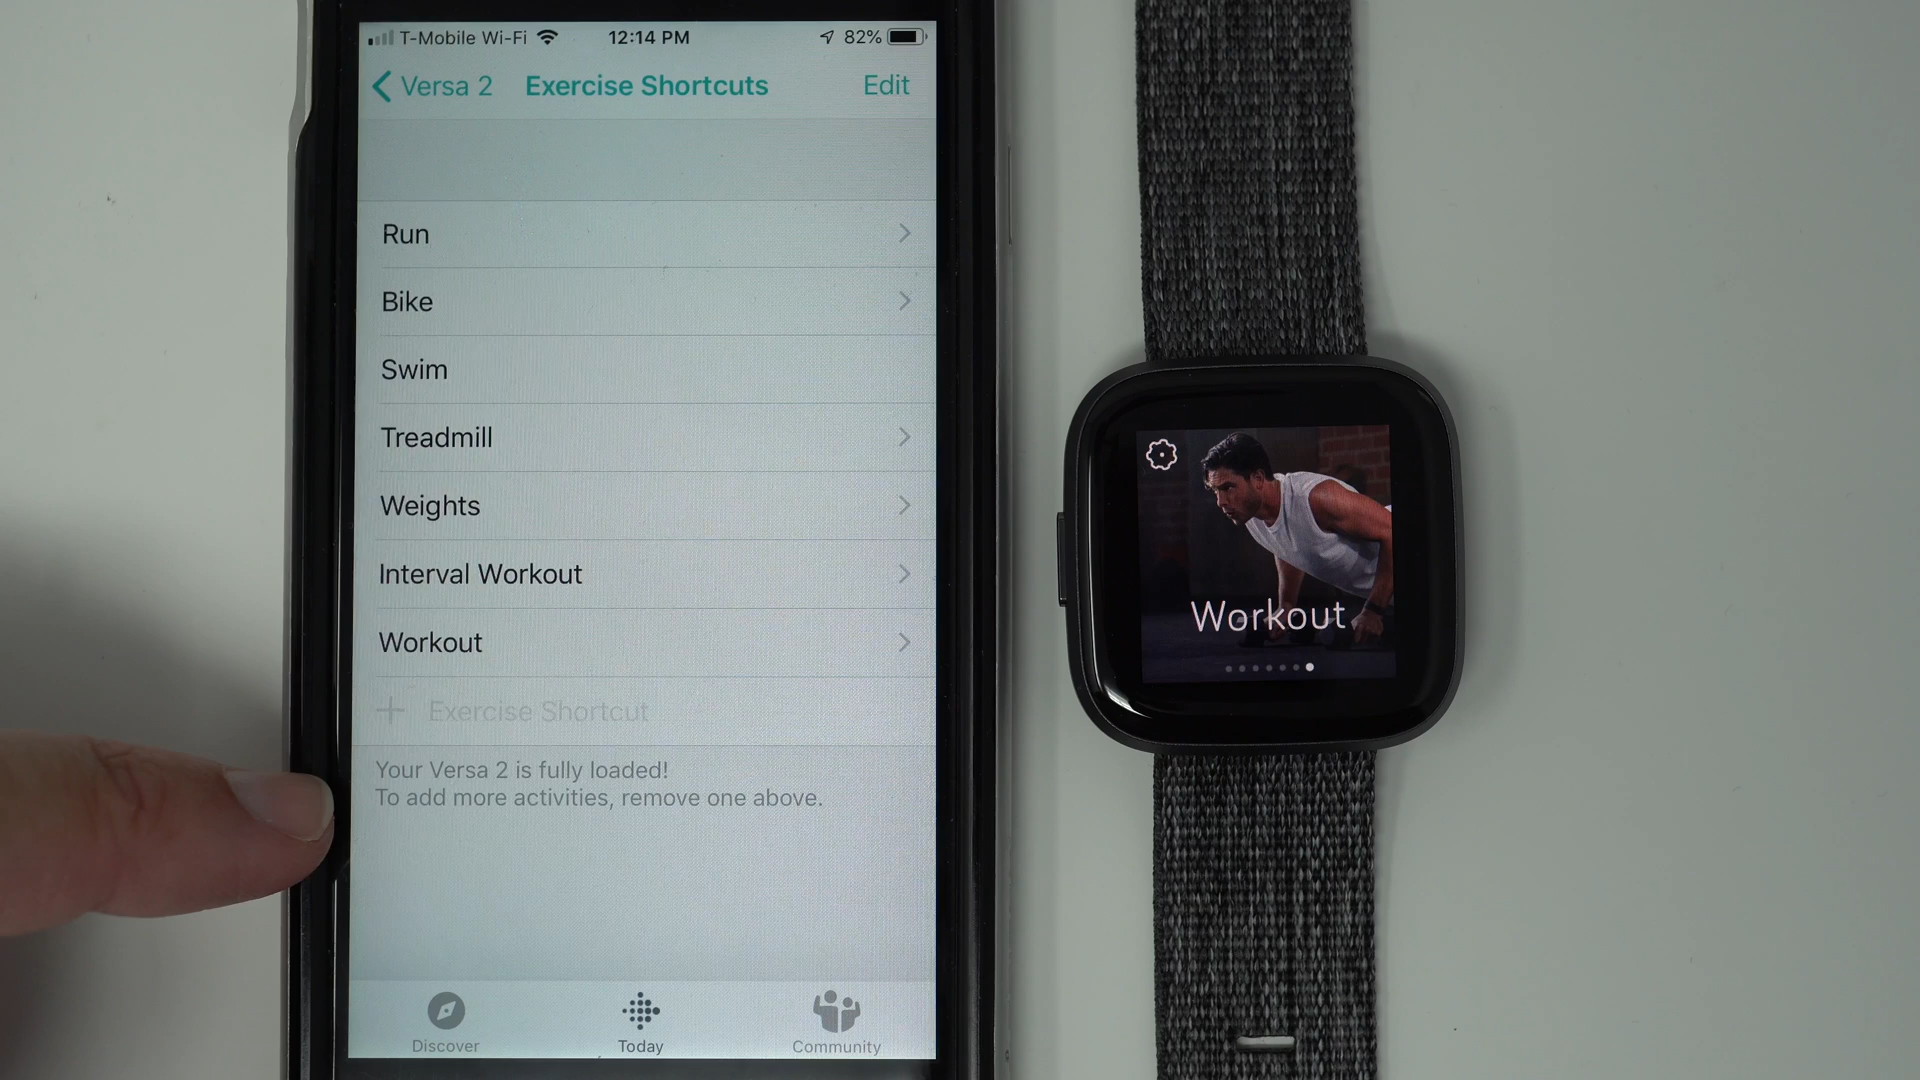 T-Mobile Wi-Fi 12:14 PM 82%
Versa 2 Exercise Shortcuts Edit
Run
Bike
Swim
Treadmill
Weights
Interval Workout
Workout
+ Exercise Shortcut
Your Versa 2 is fully loaded!
To add more activities, remove one above.
Discover Today Community
Workout